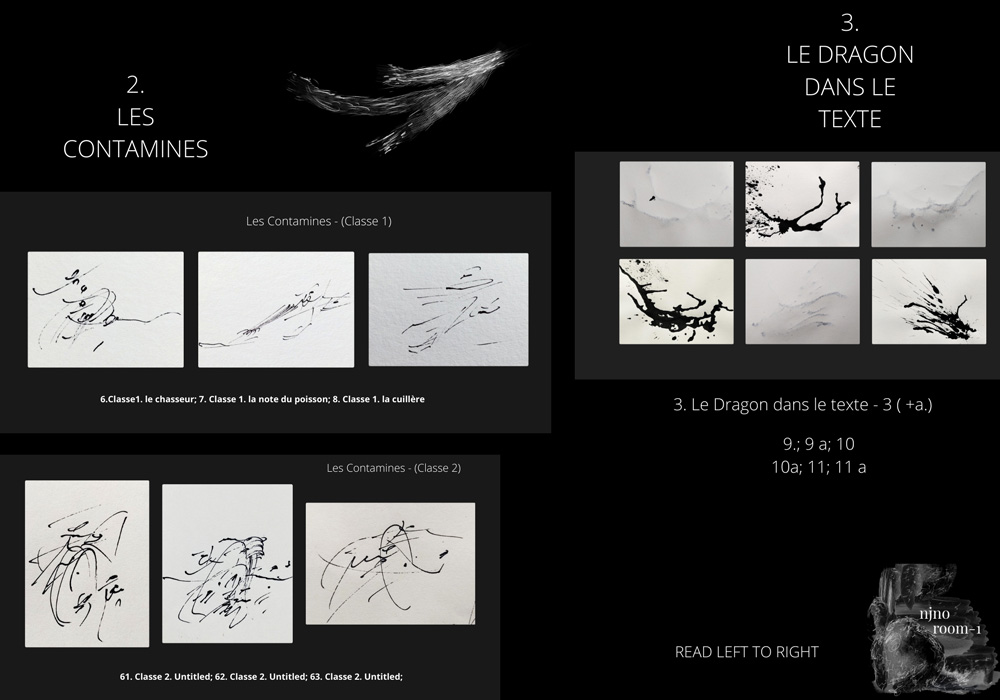 2.
LES
CONTAMINES
Les Contamines - (Classe 1)
6.Classe1. le chasseur; 7. Classe 1. la note du poisson; 8. Classe 1. la cuillère
Les Contamines - (Classe 2)
61. Classe 2. Untitled; 62. Classe 2. Untitled; 63. Classe 2. Untitled;
3.
LE DRAGON
DANS LE
TEXTE
3. Le Dragon dans le texte - 3 ( +a.)
9.; 9 a; 10
10a; 11; 11 a
READ LEFT TO RIGHT
njno
room-1